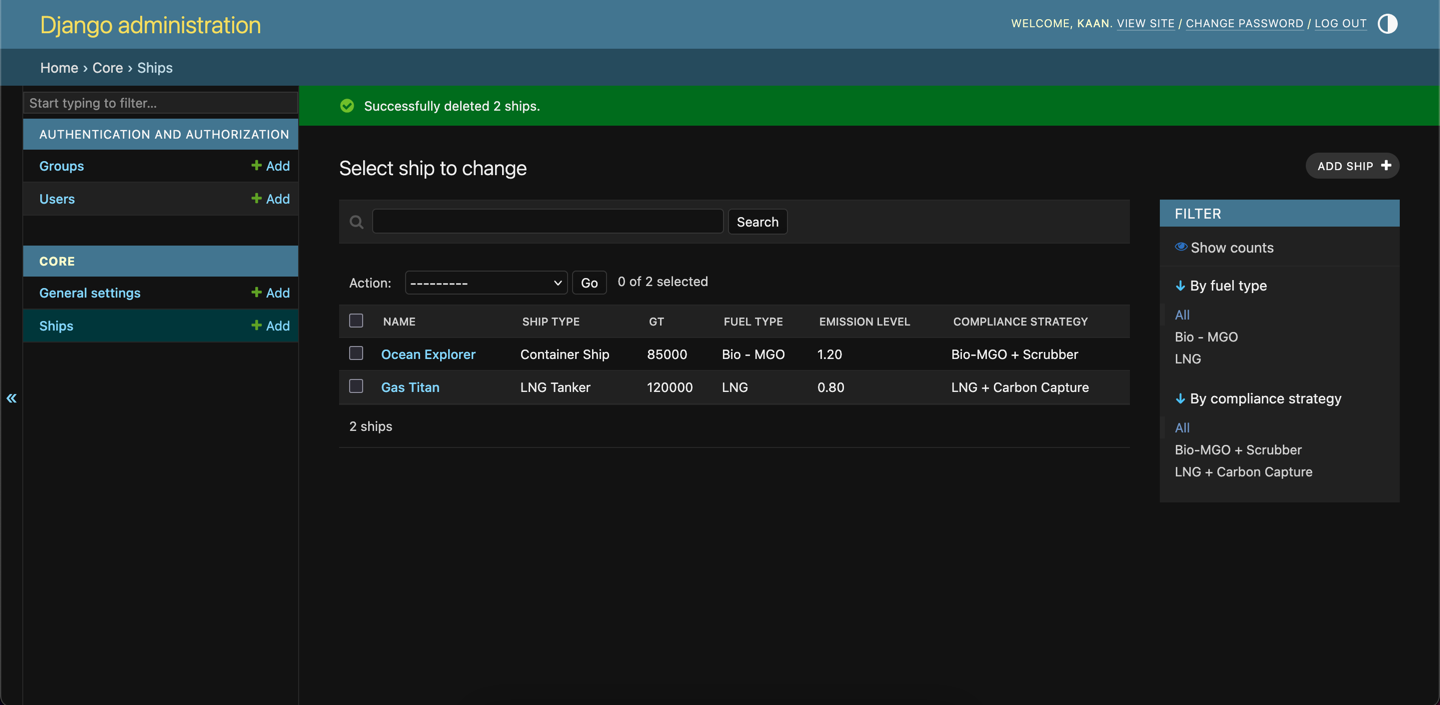 Django administration
WELCOME, KAAN. VIEW SITE / CHANGE PASSWORD / LOG OUT
Home › Core › Ships
Start typing to filter...
AUTHENTICATION AND AUTHORIZATION
Groups + Add
Users + Add
CORE
General settings + Add
Ships + Add
«
Successfully deleted 2 ships.
Select ship to change
ADD SHIP +
Search
Action: --------- Go 0 of 2 selected
NAME SHIP TYPE GT FUEL TYPE EMISSION LEVEL COMPLIANCE STRATEGY
Ocean Explorer Container Ship 85000 Bio - MGO 1.20 Bio-MGO + Scrubber
Gas Titan LNG Tanker 120000 LNG 0.80 LNG + Carbon Capture
2 ships
FILTER
Show counts
↓ By fuel type
All
Bio - MGO
LNG
↓ By compliance strategy
All
Bio-MGO + Scrubber
LNG + Carbon Capture